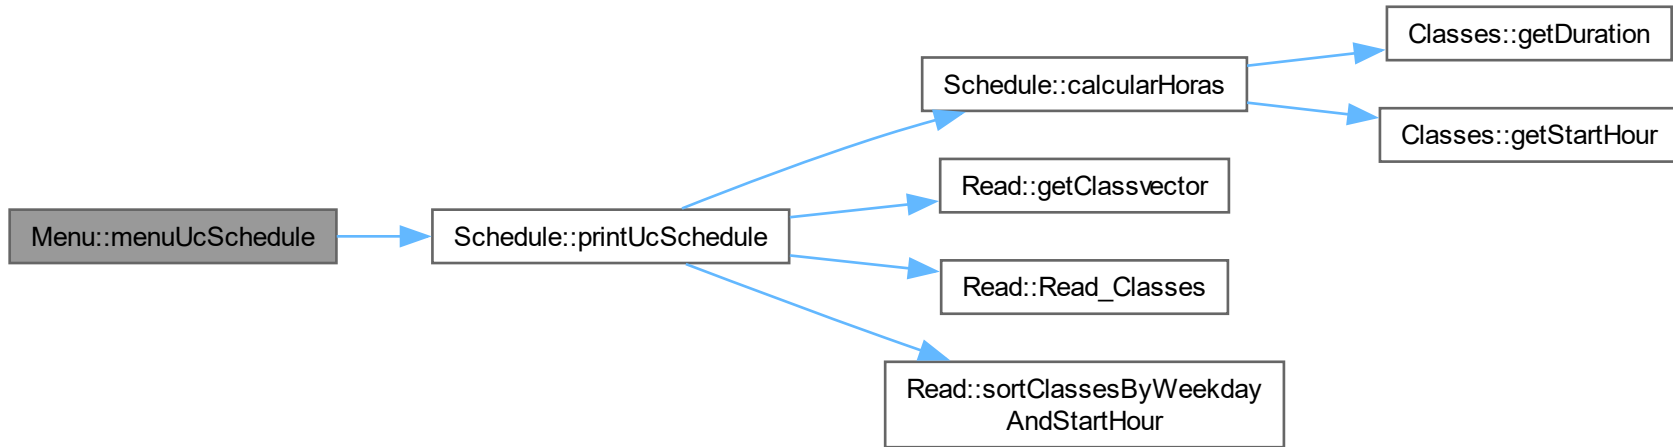 Menu::menuUcSchedule
Schedule::printUcSchedule
Schedule::calcularHoras
Classes::getDuration
Classes::getStartHour
Read::getClassvector
Read::Read_Classes
Read::sortClassesByWeekday
AndStartHour